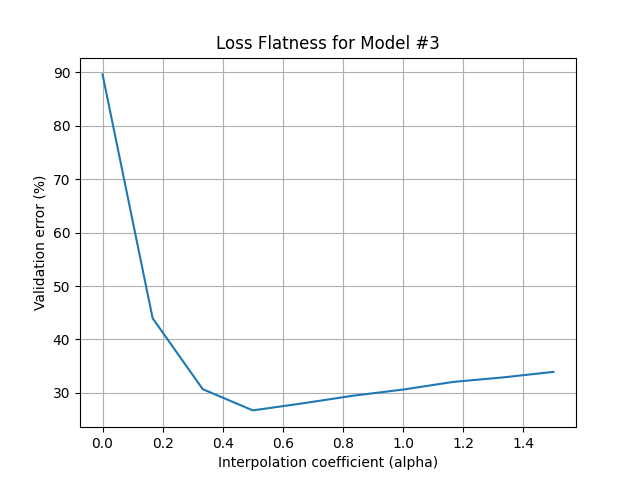 Loss Flatness for Model #3
Validation error (%)
90
80
70
60
50
40
30
0.0 0.2 0.4 0.6 0.8 1.0 1.2 1.4
Interpolation coefficient (alpha)